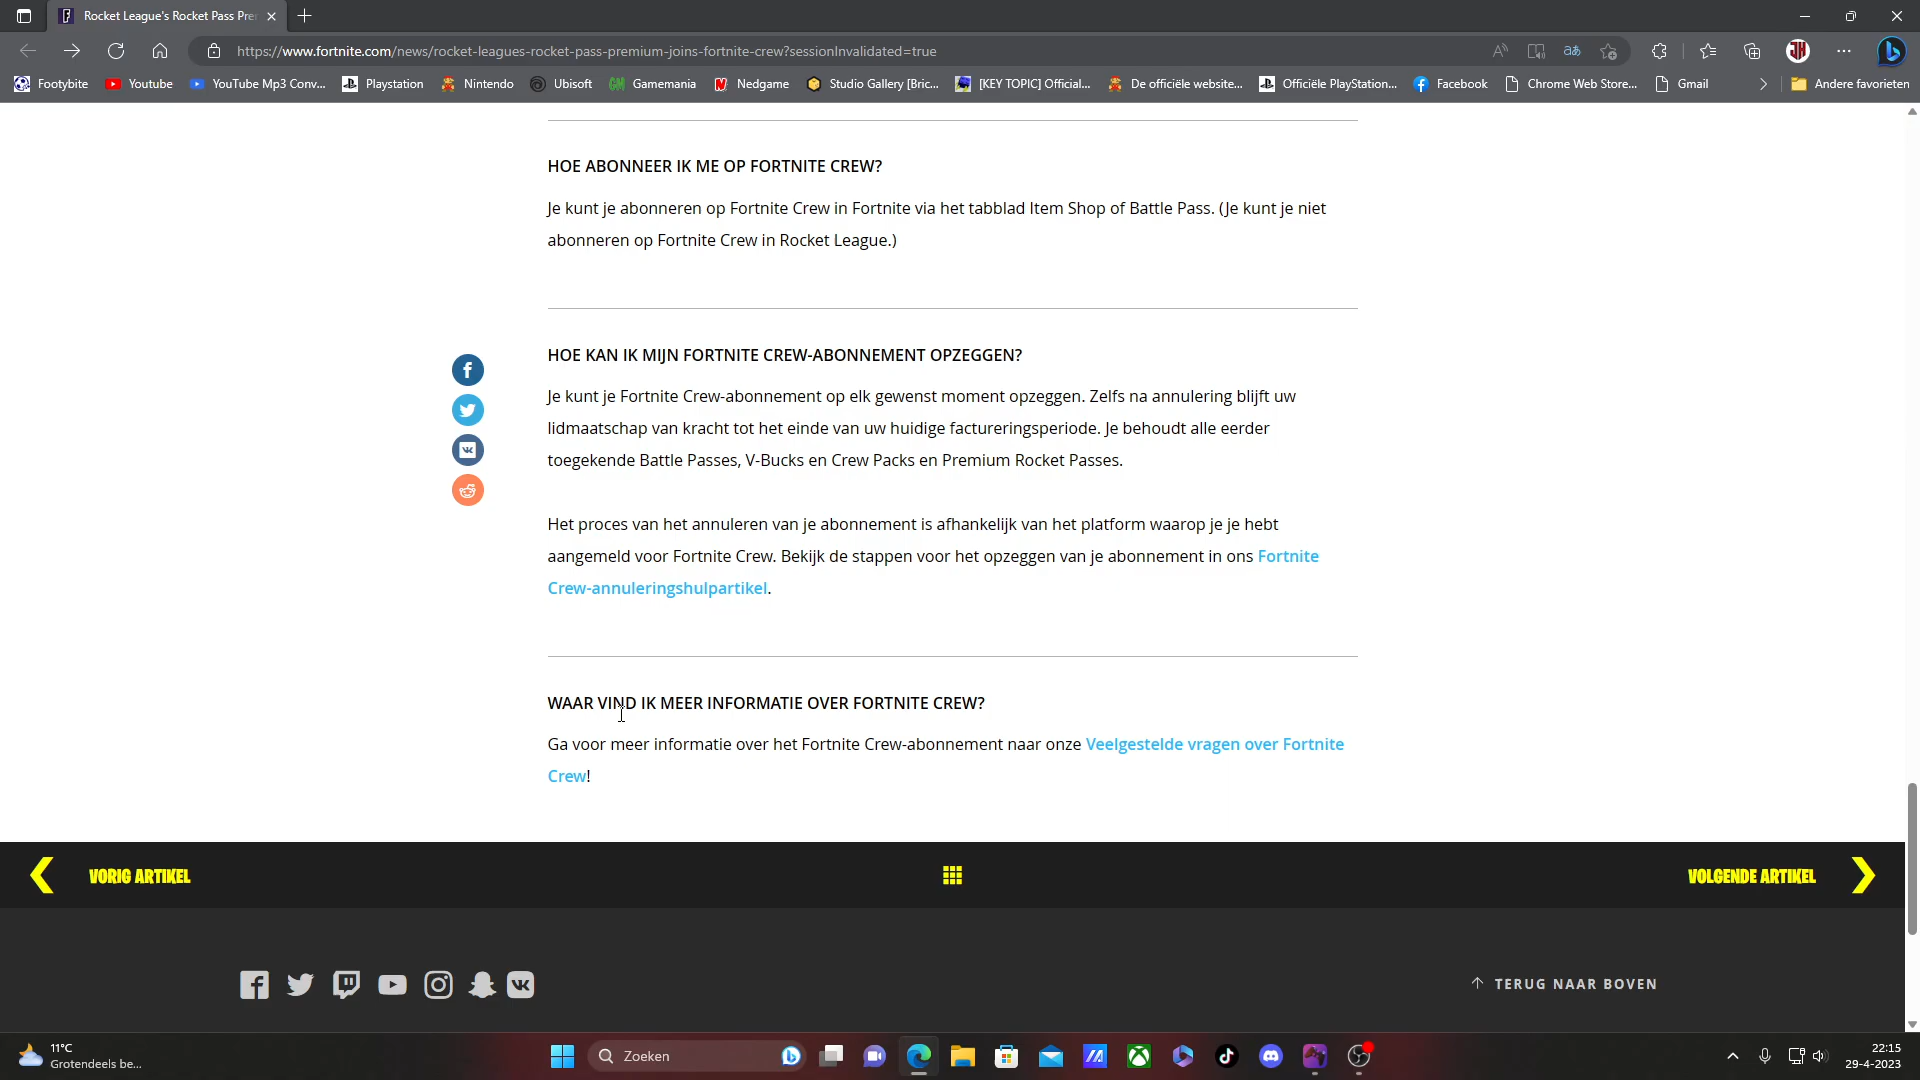 Rocket League's Rocket Pass Pre
https://www.fortnite.com/news/rocket-leagues-rocket-pass-premium-joins-fortnite-crew?sessionInvalidated=true
Footybite Youtube YouTube Mp3 Conv... Playstation Nintendo Ubisoft Gamemania Nedgame Studio Gallery [Bric... [KEY TOPIC] Official... De officiële website... Officiële PlayStation... Facebook Chrome Web Store... Gmail Andere favorieten
HOE ABONNEER IK ME OP FORTNITE CREW?
Je kunt je abonneren op Fortnite Crew in Fortnite via het tabblad Item Shop of Battle Pass. (Je kunt je niet
abonneren op Fortnite Crew in Rocket League.)
HOE KAN IK MIJN FORTNITE CREW-ABONNEMENT OPZEGGEN?
Je kunt je Fortnite Crew-abonnement op elk gewenst moment opzeggen. Zelfs na annulering blijft uw
lidmaatschap van kracht tot het einde van uw huidige factureringsperiode. Je behoudt alle eerder
toegekende Battle Passes, V-Bucks en Crew Packs en Premium Rocket Passes.
Het proces van het annuleren van je abonnement is afhankelijk van het platform waarop je je hebt
aangemeld voor Fortnite Crew. Bekijk de stappen voor het opzeggen van je abonnement in ons Fortnite
Crew-annuleringshulpartikel.
WAAR VIND IK MEER INFORMATIE OVER FORTNITE CREW?
Ga voor meer informatie over het Fortnite Crew-abonnement naar onze Veelgestelde vragen over Fortnite
Crew!
VORIG ARTIKEL VOLGENDE ARTIKEL
TERUG NAAR BOVEN
11°C
Grotendeels be...
Zoeken
22:15
29-4-2023